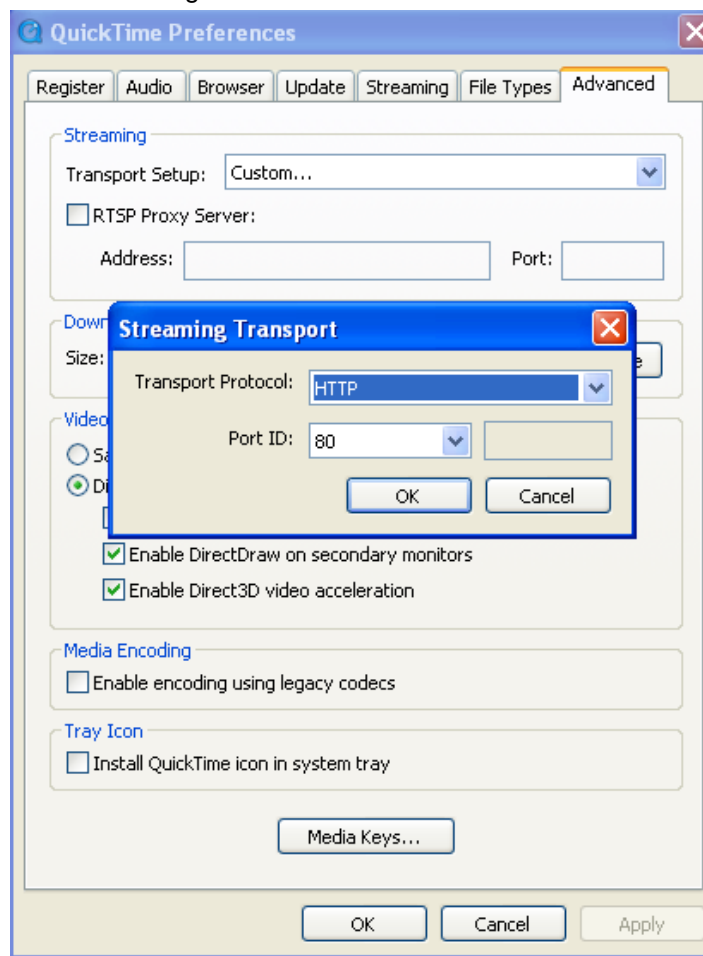 QuickTime Preferences
Register Audio Browser Update Streaming File Types Advanced
Streaming
Transport Setup: Custom...
RTSP Proxy Server:
Address: Port:
Down
Streaming Transport
Size:
Transport Protocol: HTTP
Video
Port ID: 80
OK Cancel
Enable DirectDraw on secondary monitors
Enable Direct3D video acceleration
Media Encoding
Enable encoding using legacy codecs
Tray Icon
Install QuickTime icon in system tray
Media Keys...
OK Cancel Apply